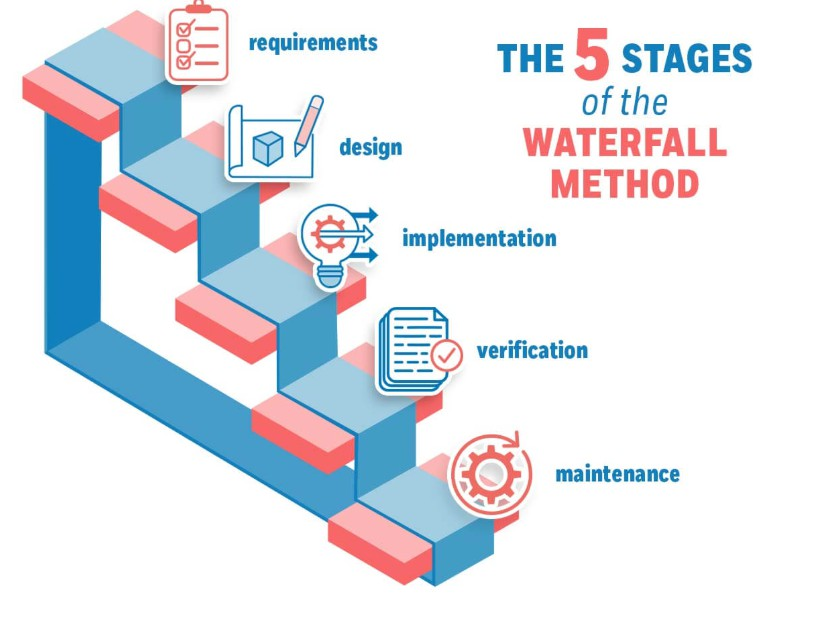 THE 5 STAGES
of the
WATERFALL
METHOD
requirements
design
implementation
verification
maintenance